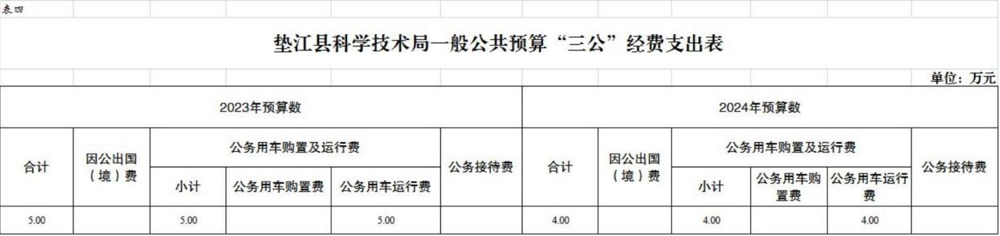 表四
垫江县科学技术局一般公共预算“三公”经费支出表
单位：万元
2023年预算数 2024年预算数
合计 因公出国（境）费 公务用车购置及运行费 公务接待费 合计 因公出国（境）费 公务用车购置及运行费 公务接待费
小计 公务用车购置费 公务用车运行费 小计 公务用车购置费 公务用车运行费
5.00 5.00 5.00 4.00 4.00 4.00